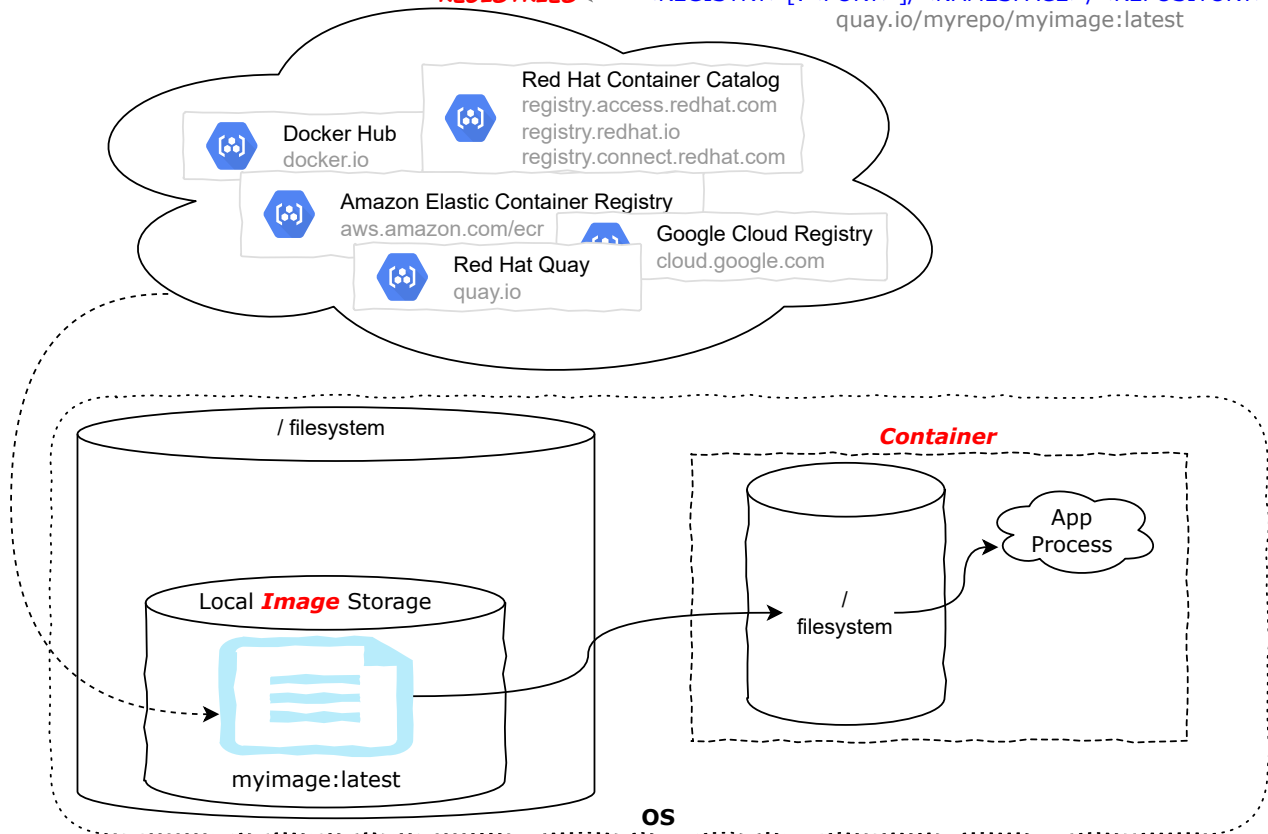 quay.io/myrepo/myimage:latest
Red Hat Container Catalog
registry.access.redhat.com
registry.redhat.io
registry.connect.redhat.com
Docker Hub
docker.io
Amazon Elastic Container Registry
aws.amazon.com/ecr
Google Cloud Registry
cloud.google.com
Red Hat Quay
quay.io
/ filesystem
Container
App
Process
Local Image Storage
/
filesystem
myimage:latest
OS